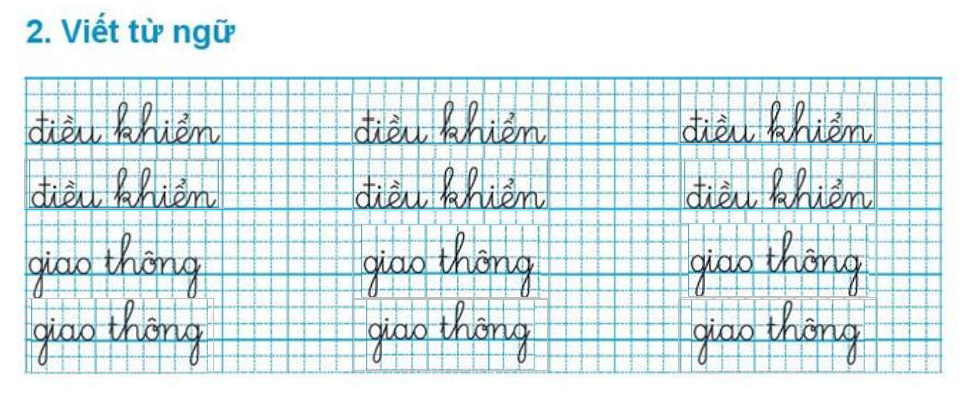 2. Viết từ ngữ
điều khiển điều khiển điều khiển
điều khiển điều khiển điều khiển
giao thông giao thông giao thông
giao thông giao thông giao thông